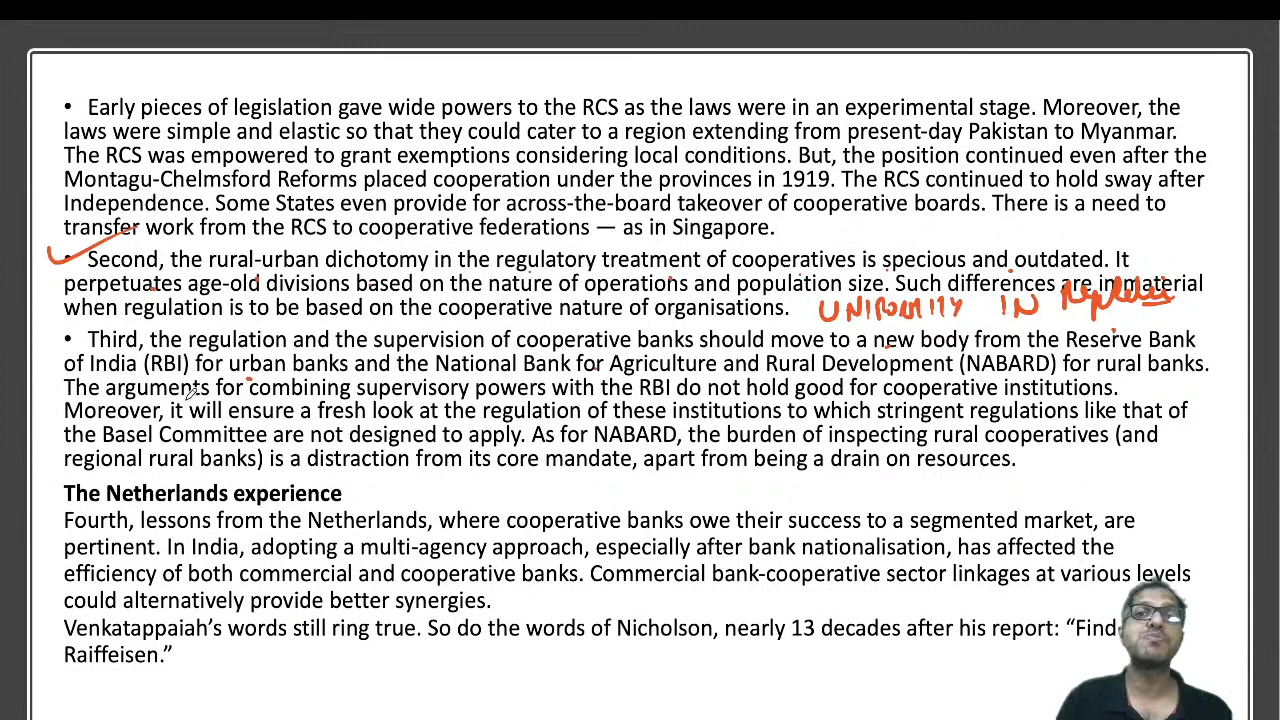 • Early pieces of legislation gave wide powers to the RCS as the laws were in an experimental stage. Moreover, the
laws were simple and elastic so that they could cater to a region extending from present-day Pakistan to Myanmar.
The RCS was empowered to grant exemptions considering local conditions. But, the position continued even after the
Montagu-Chelmsford Reforms placed cooperation under the provinces in 1919. The RCS continued to hold sway after
Independence. Some States even provide for across-the-board takeover of cooperative boards. There is a need to
transfer work from the RCS to cooperative federations — as in Singapore.
• Second, the rural-urban dichotomy in the regulatory treatment of cooperatives is specious and outdated. It
perpetuates age-old divisions based on the nature of operations and population size. Such differences are immaterial
when regulation is to be based on the cooperative nature of organisations.
UNIFORMITY IN
• Third, the regulation and the supervision of cooperative banks should move to a new body from the Reserve Bank
of India (RBI) for urban banks and the National Bank for Agriculture and Rural Development (NABARD) for rural banks.
The arguments for combining supervisory powers with the RBI do not hold good for cooperative institutions.
Moreover, it will ensure a fresh look at the regulation of these institutions to which stringent regulations like that of
the Basel Committee are not designed to apply. As for NABARD, the burden of inspecting rural cooperatives (and
regional rural banks) is a distraction from its core mandate, apart from being a drain on resources.
The Netherlands experience
Fourth, lessons from the Netherlands, where cooperative banks owe their success to a segmented market, are
pertinent. In India, adopting a multi-agency approach, especially after bank nationalisation, has affected the
efficiency of both commercial and cooperative banks. Commercial bank-cooperative sector linkages at various levels
could alternatively provide better synergies.
Venkatappaiah’s words still ring true. So do the words of Nicholson, nearly 13 decades after his report: “Find
Raiffeisen.”